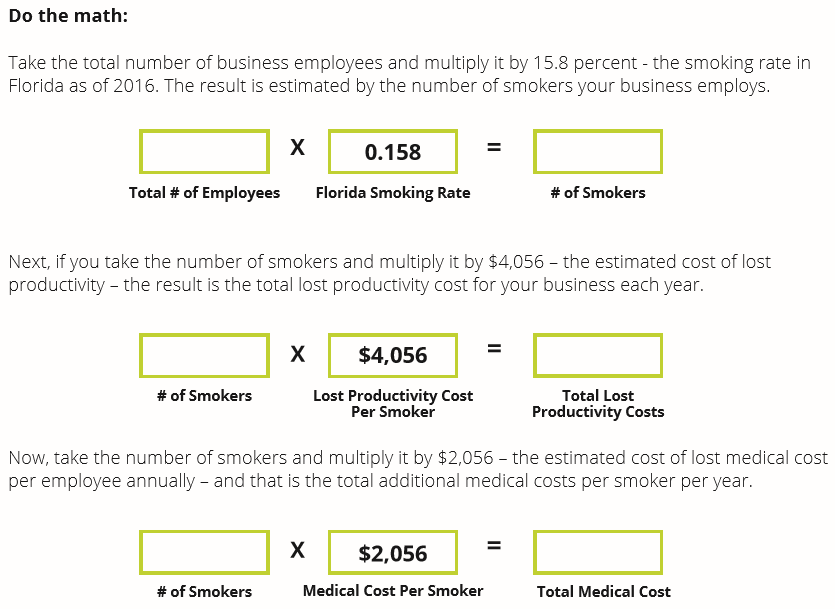 Do the math:
Take the total number of business employees and multiply it by 15.8 percent - the smoking rate in
Florida as of 2016. The result is estimated by the number of smokers your business employs.
X 0.158 =
Total # of Employees Florida Smoking Rate # of Smokers
Next, if you take the number of smokers and multiply it by $4,056 – the estimated cost of lost
productivity – the result is the total lost productivity cost for your business each year.
X $4,056 =
# of Smokers Lost Productivity Cost Total Lost
Per Smoker Productivity Costs
Now, take the number of smokers and multiply it by $2,056 – the estimated cost of lost medical cost
per employee annually – and that is the total additional medical costs per smoker per year.
X $2,056 =
# of Smokers Medical Cost Per Smoker Total Medical Cost